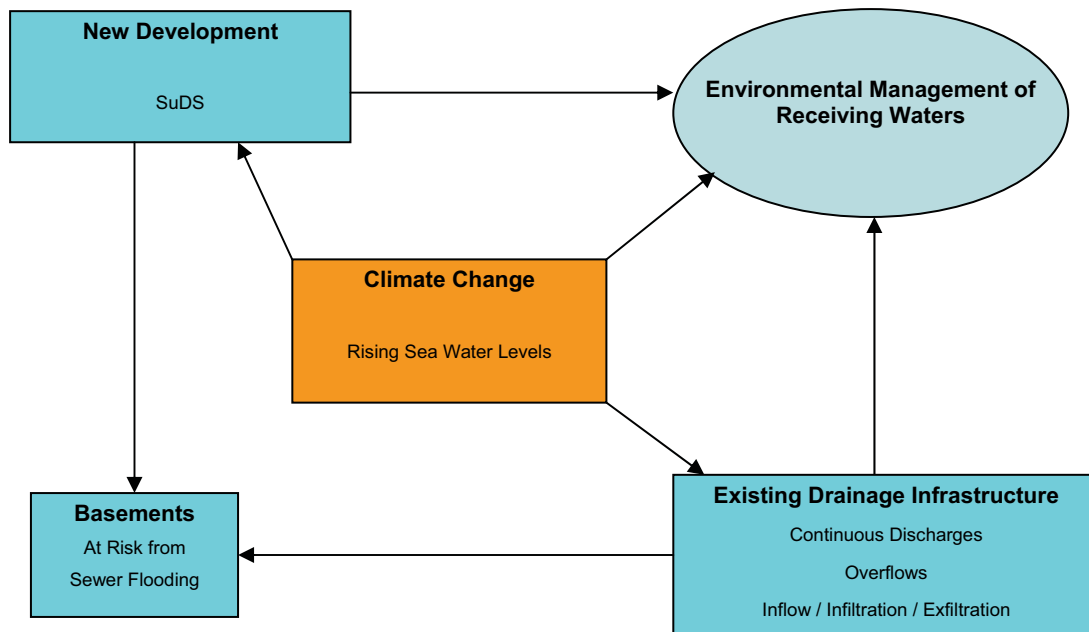 New Development
SuDS
Environmental Management of
Receiving Waters
Climate Change
Rising Sea Water Levels
Basements
At Risk from
Sewer Flooding
Existing Drainage Infrastructure
Continuous Discharges
Overflows
Inflow / Infiltration / Exfiltration